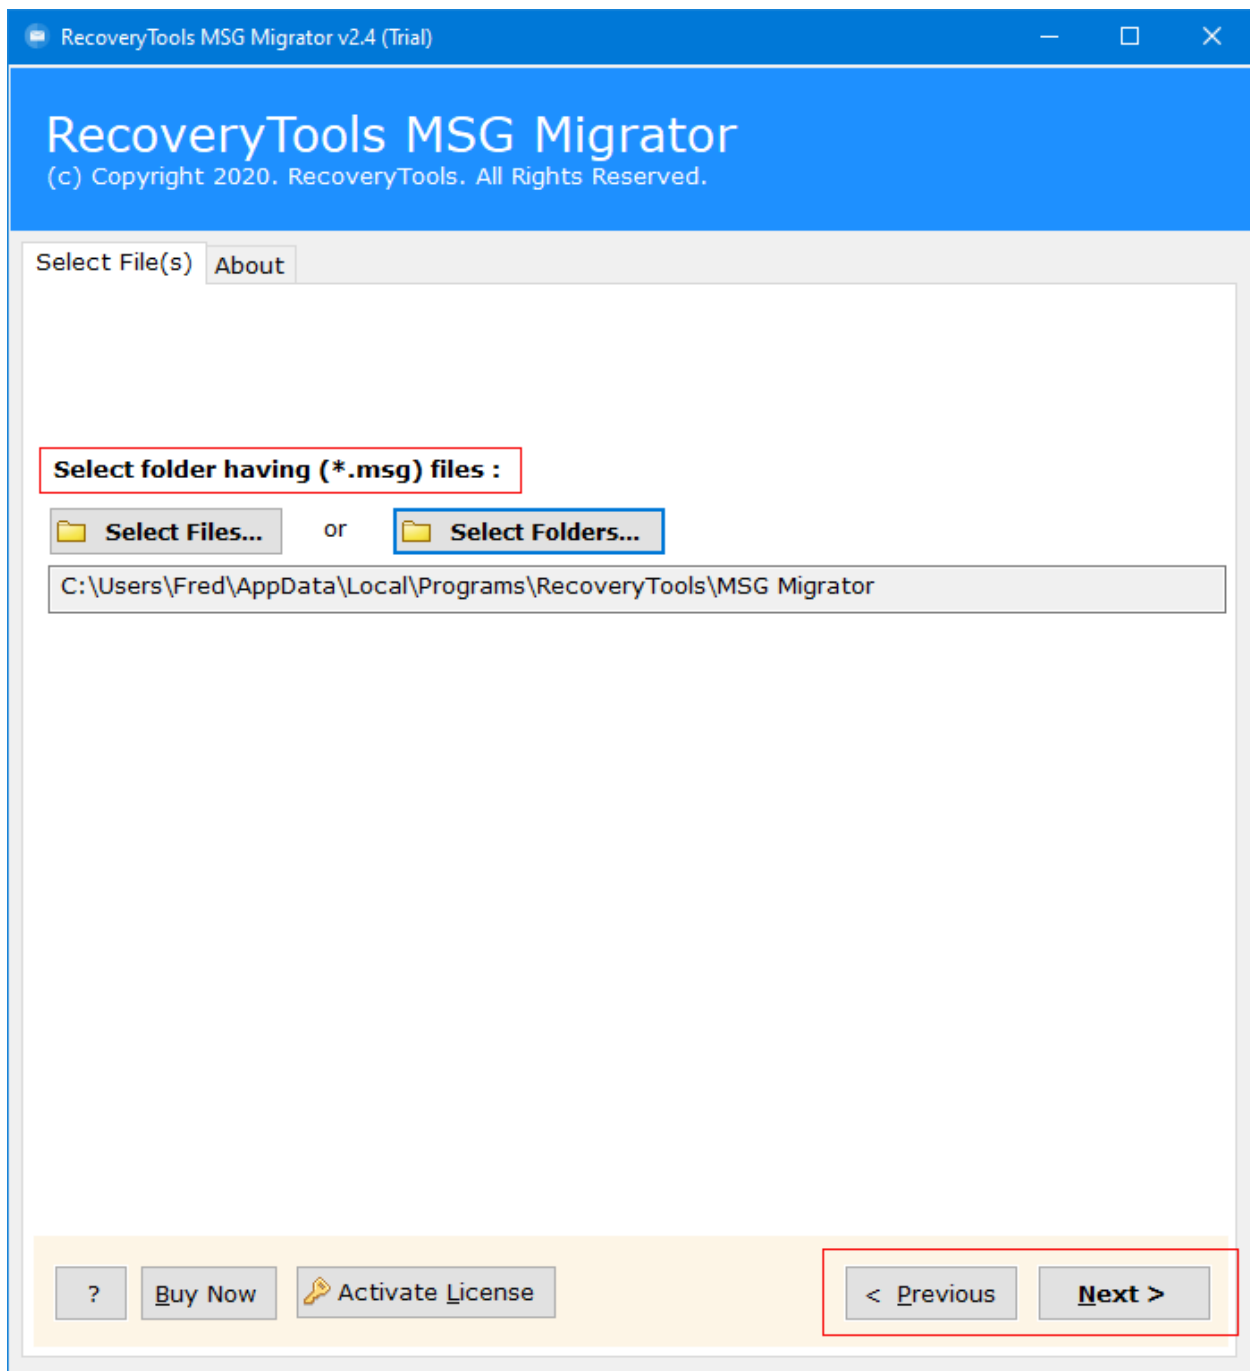 RecoveryTools MSG Migrator v2.4 (Trial)
RecoveryTools MSG Migrator
(c) Copyright 2020. RecoveryTools. All Rights Reserved.
Select File(s) About
Select folder having (*.msg) files :
Select Files... or Select Folders...
C:\Users\Fred\AppData\Local\Programs\RecoveryTools\MSG Migrator
? Buy Now Activate License < Previous Next >